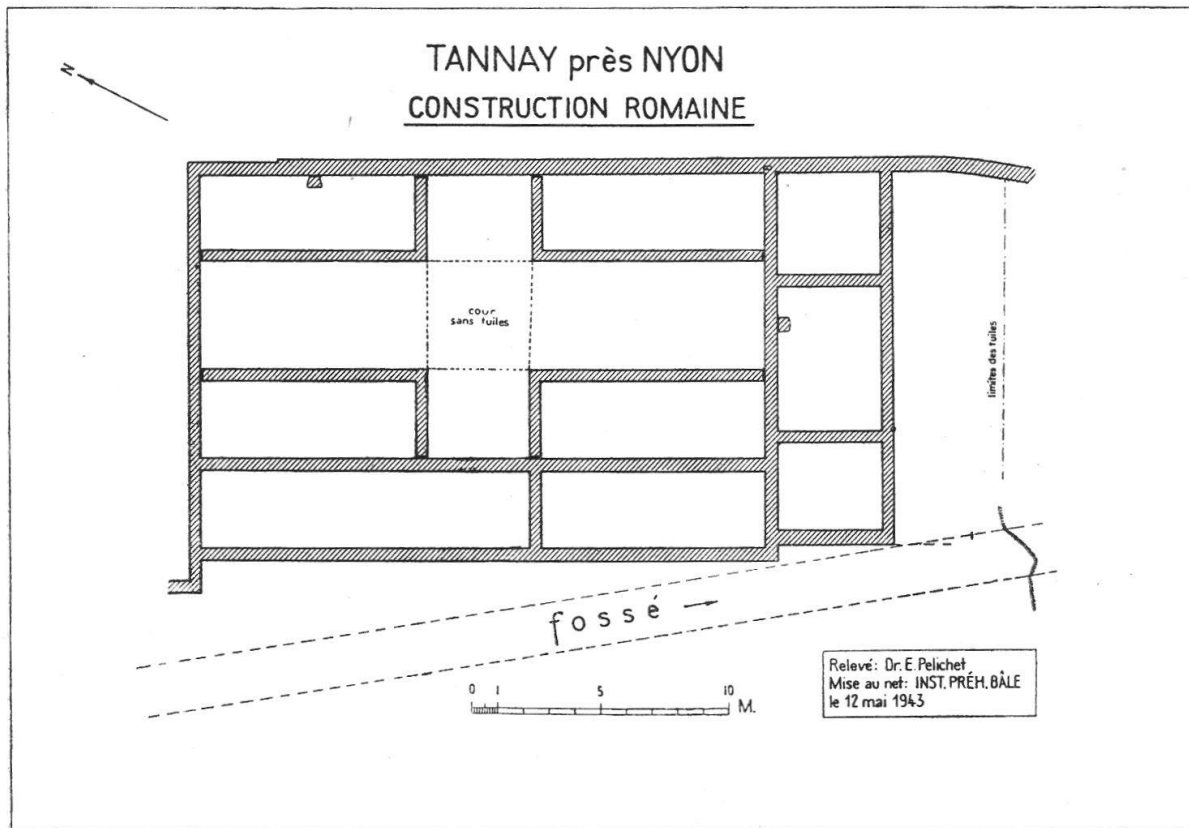 N
TANNAY près NYON
CONSTRUCTION ROMAINE
cour
sans tuiles
limites des tuiles
fossé
0 1 5 10
M.
Relevé: Dr. E. Pelichet
Mise au net: INST. PRÉH. BÂLE
le 12 mai 1943